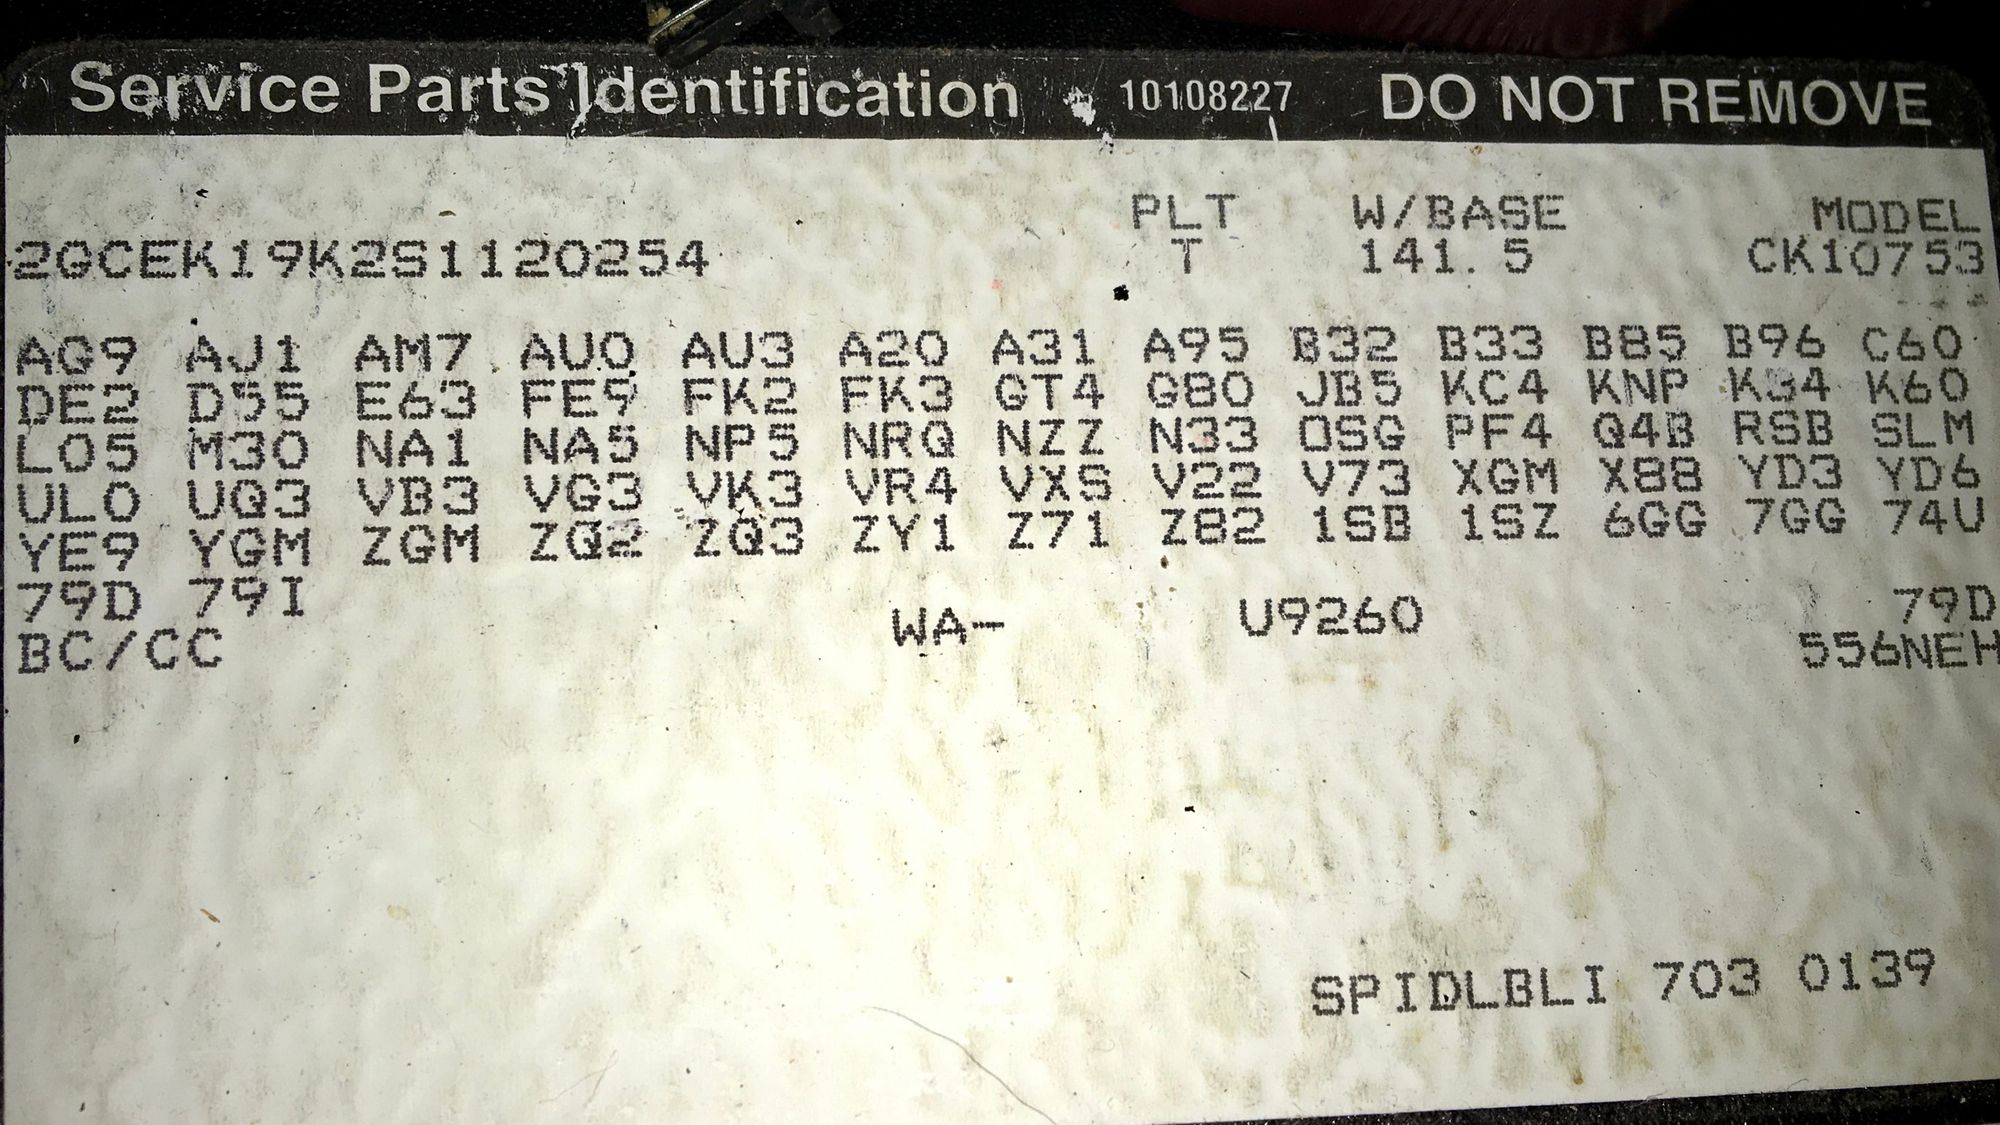 Service Parts Identification 10108227 DO NOT REMOVE
PLT W/BASE MODEL
2GCEK19K2S1120254 T 141.5 CK10753
AG9 AJ1 AM7 AU0 AU3 A20 A31 A95 B32 B33 B85 B96 C60
DE2 D55 E63 FE9 FK2 FK3 GT4 G80 JB5 KC4 KNP K34 K60
L05 M30 NA1 NA5 NP5 NRQ NZZ N33 OSG PF4 Q4B RSB SLM
UL0 UQ3 VB3 VG3 VK3 VR4 VXS V22 V73 XGM X88 YD3 YD6
YE9 YGM ZGM ZQ2 ZQ3 ZY1 Z71 Z82 1SB 1SZ 6GG 7GG 74U
79D 79I 79D
BC/CC WA- U9260 556NEH
SPIDLBLI 703 0139